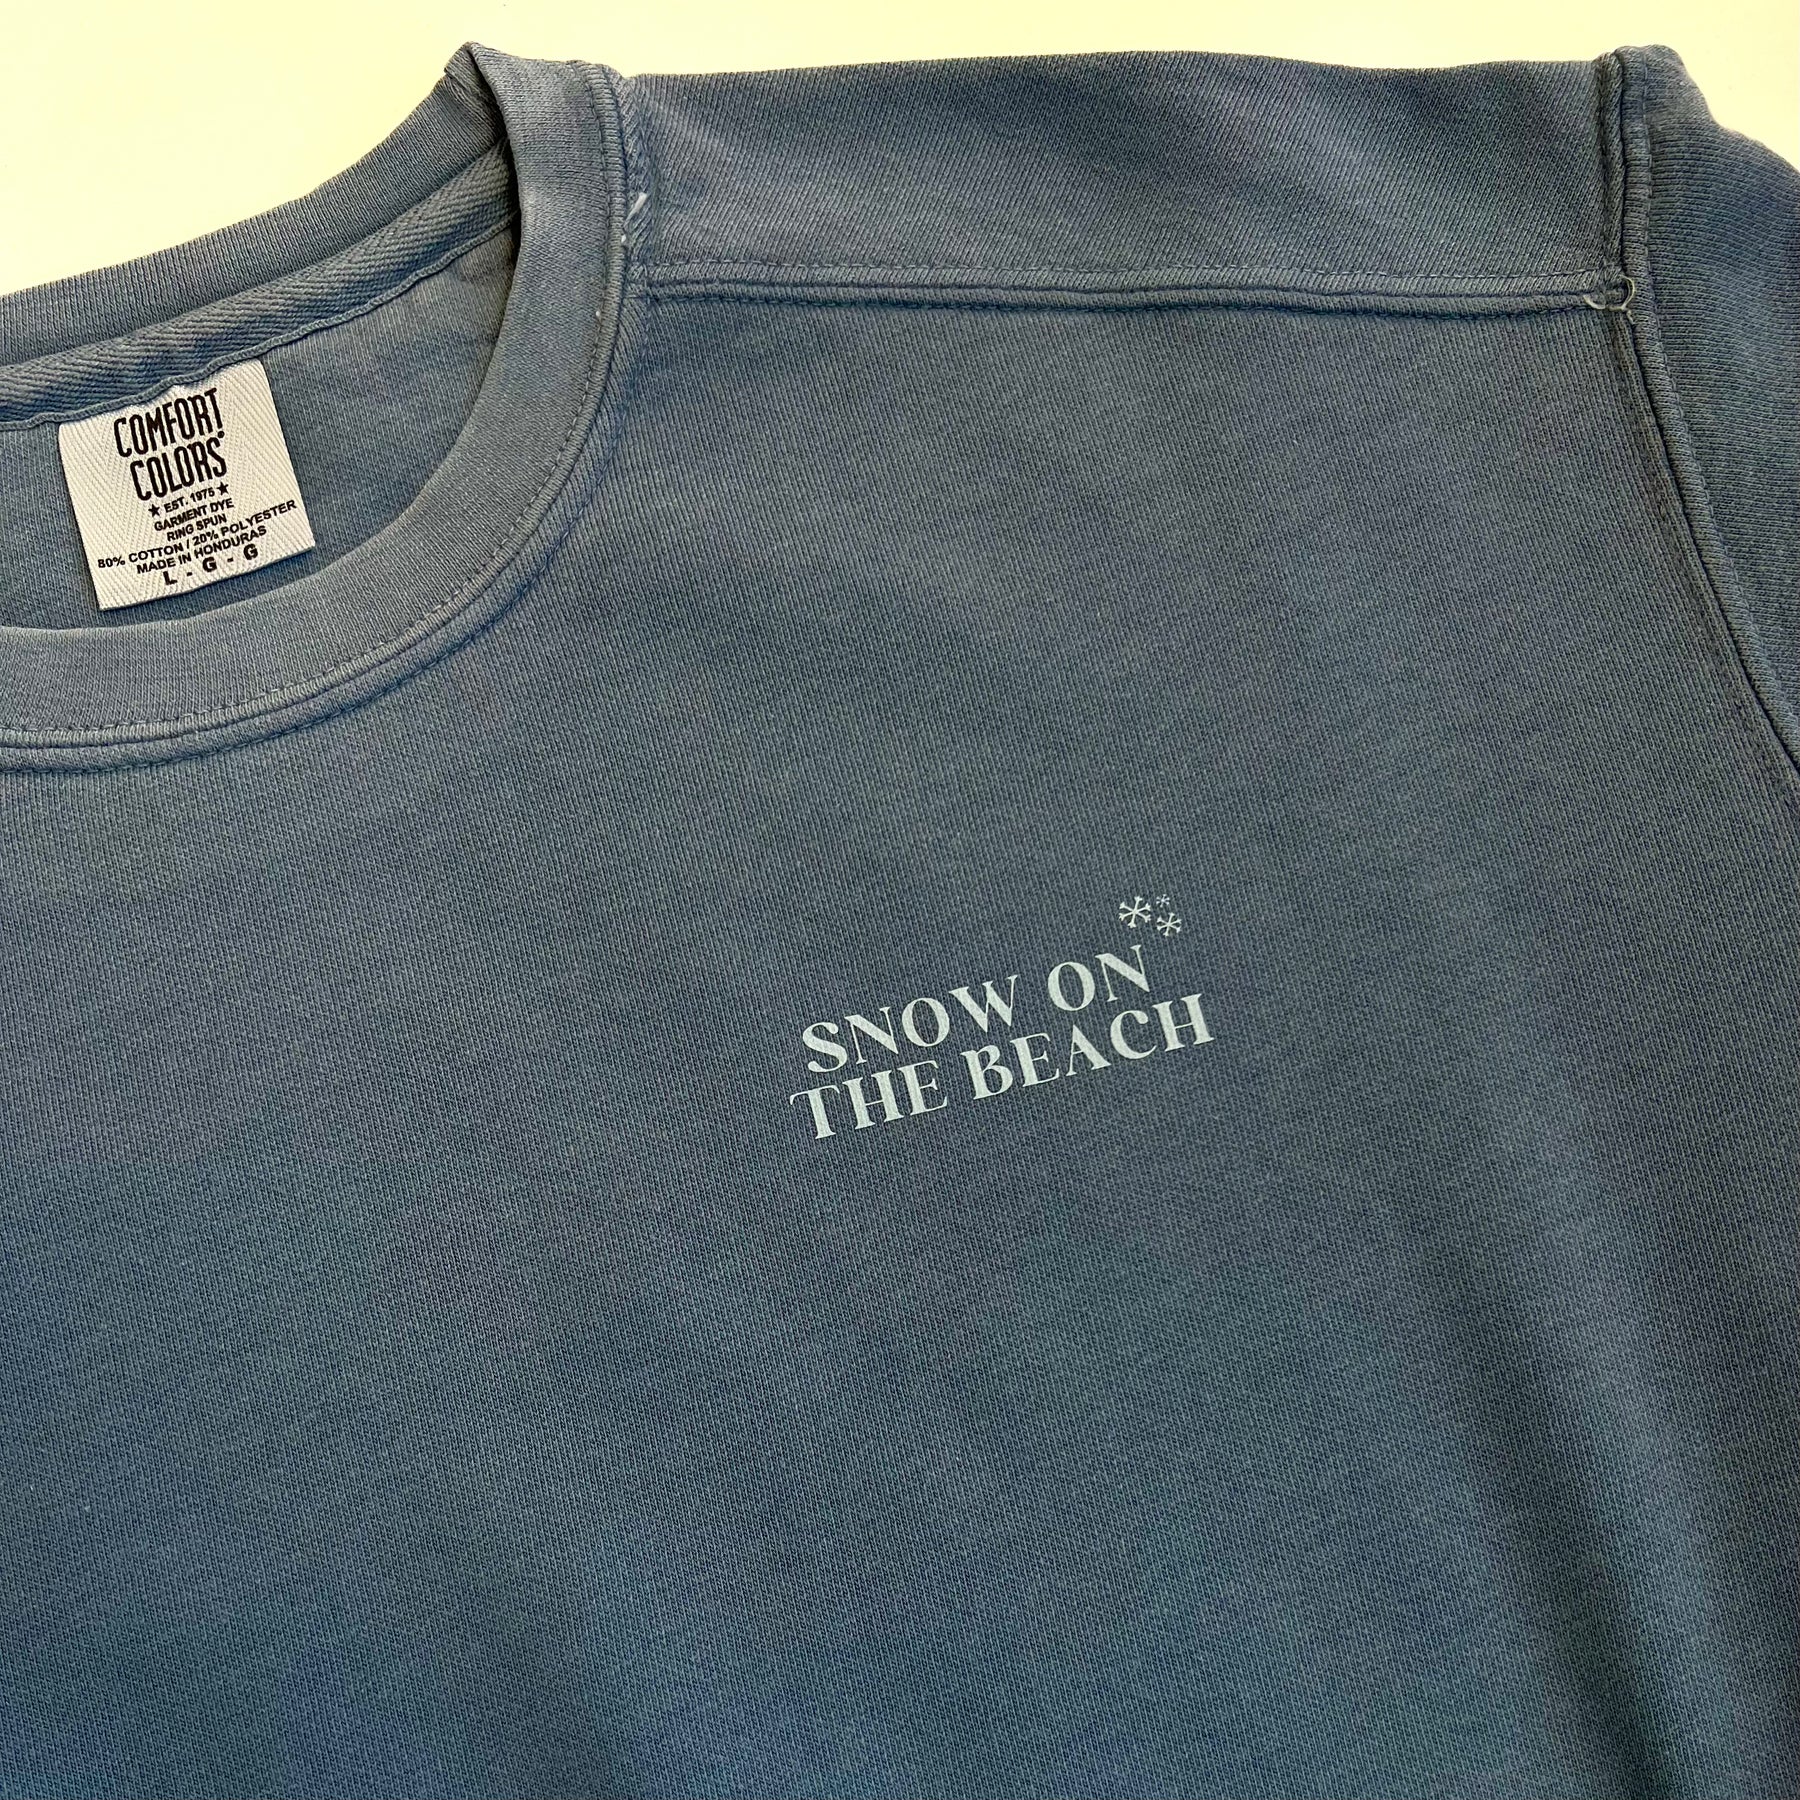 COMFORT
COLORS®
★ EST. 1975 ★
GARMENT DYE
RING SPUN
80% COTTON / 20% POLYESTER
MADE IN HONDURAS
L - G - G
SNOW ON
THE BEACH